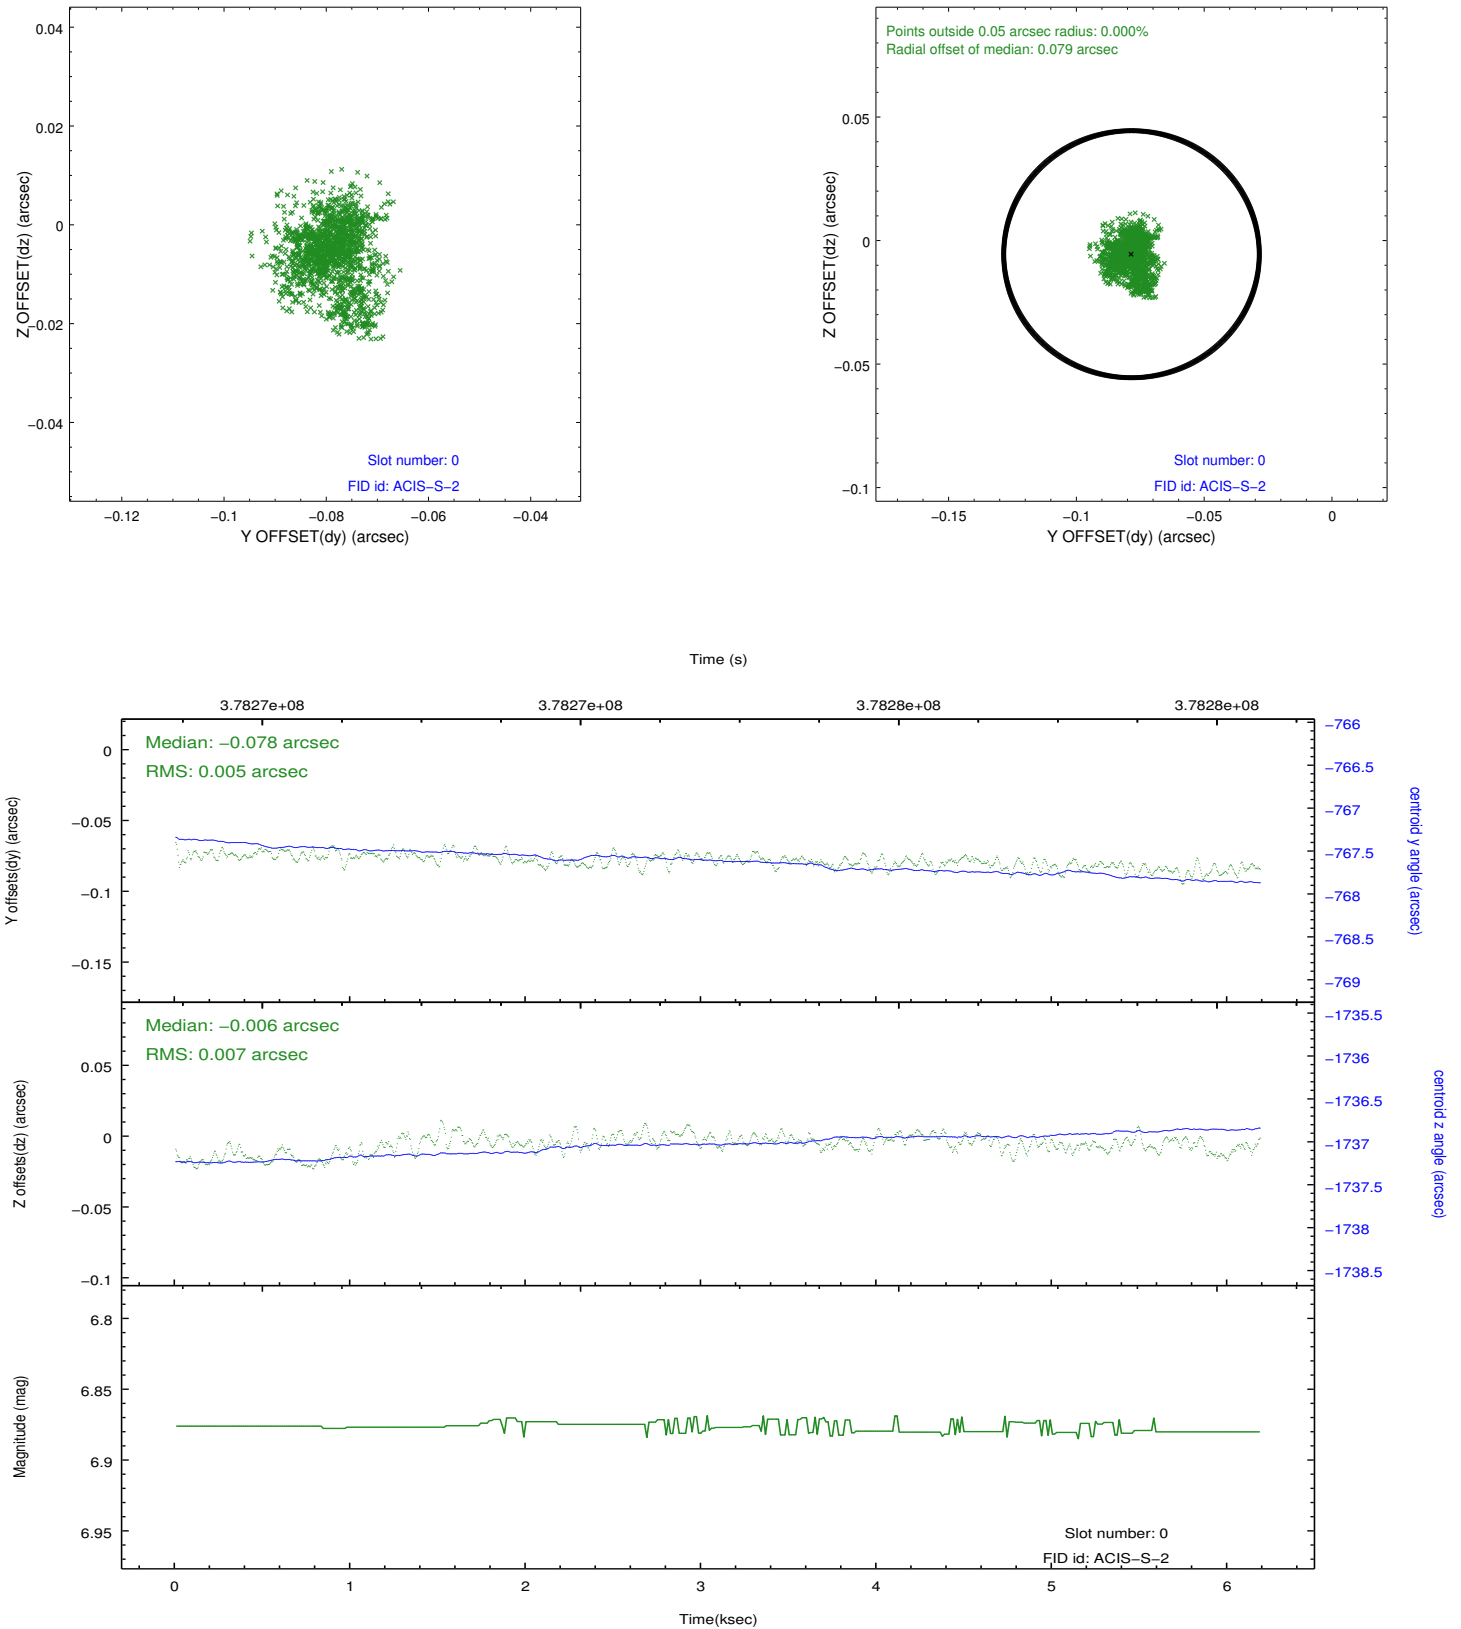 0.04
0.02
0
−0.02
−0.04
Z OFFSET(dz) (arcsec)
Slot number: 0
FID id: ACIS−S−2
−0.12
−0.1
−0.08
−0.06
−0.04
Y OFFSET(dy) (arcsec)
Points outside 0.05 arcsec radius: 0.000%
Radial offset of median: 0.079 arcsec
0.05
0
−0.05
−0.1
Z OFFSET(dz) (arcsec)
Slot number: 0
FID id: ACIS−S−2
−0.15
−0.1
−0.05
0
Y OFFSET(dy) (arcsec)
Time (s)
3.7827e+08
3.7827e+08
3.7828e+08
3.7828e+08
Median: −0.078 arcsec
RMS: 0.005 arcsec
0
−0.05
−0.1
−0.15
Y offsets(dy) (arcsec)
−766
−766.5
−767
−767.5
−768
−768.5
−769
centroid y angle (arcsec)
Median: −0.006 arcsec
RMS: 0.007 arcsec
0.05
0
−0.05
−0.1
Z offsets(dz) (arcsec)
−1735.5
−1736
−1736.5
−1737
−1737.5
−1738
−1738.5
centroid z angle (arcsec)
6.8
6.85
6.9
6.95
Magnitude (mag)
Slot number: 0
FID id: ACIS−S−2
0
1
2
3
4
5
6
Time(ksec)